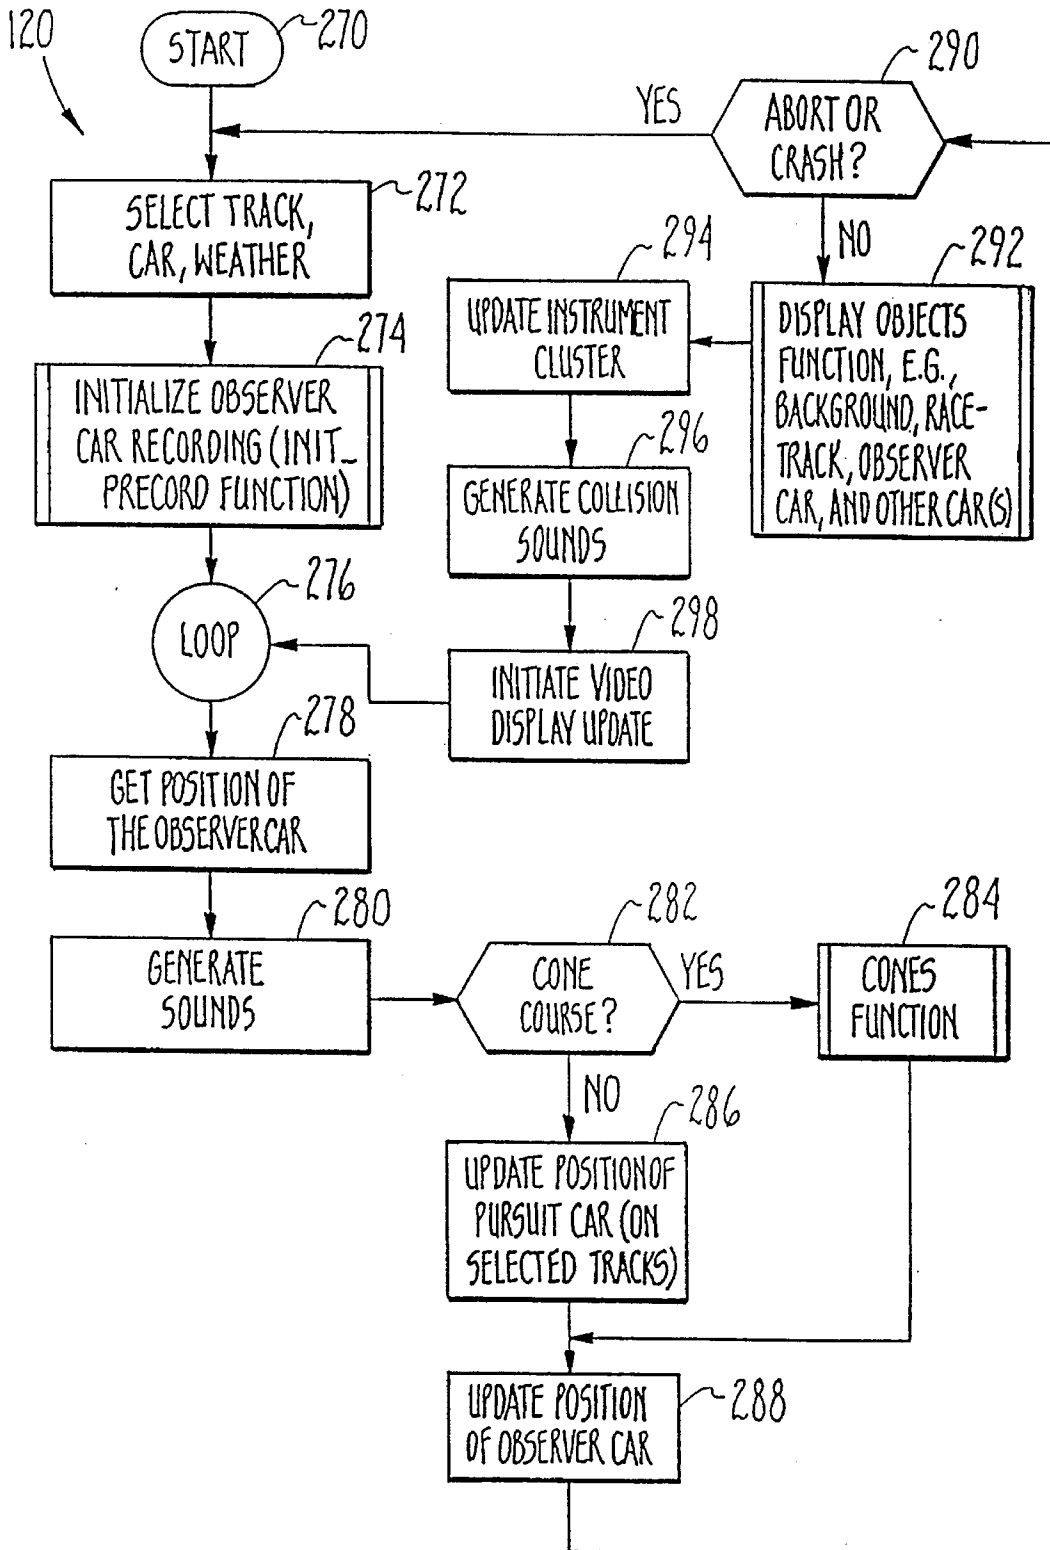 120
START
270
SELECT TRACK,
CAR, WEATHER
272
INITIALIZE OBSERVER
CAR RECORDING (INIT_
PRECORD FUNCTION)
274
LOOP
276
GET POSITION OF
THE OBSERVER CAR
278
GENERATE
SOUNDS
280
CONE
COURSE?
282
YES
NO
CONES
FUNCTION
284
UPDATE POSITION OF
PURSUIT CAR (ON
SELECTED TRACKS)
286
UPDATE POSITION
OF OBSERVER CAR
288
ABORT OR
CRASH?
290
YES
NO
DISPLAY OBJECTS
FUNCTION, E.G.,
BACKGROUND, RACE-
TRACK, OBSERVER
CAR, AND OTHER CAR(S)
292
UPDATE INSTRUMENT
CLUSTER
294
GENERATE COLLISION
SOUNDS
296
INITIATE VIDEO
DISPLAY UPDATE
298